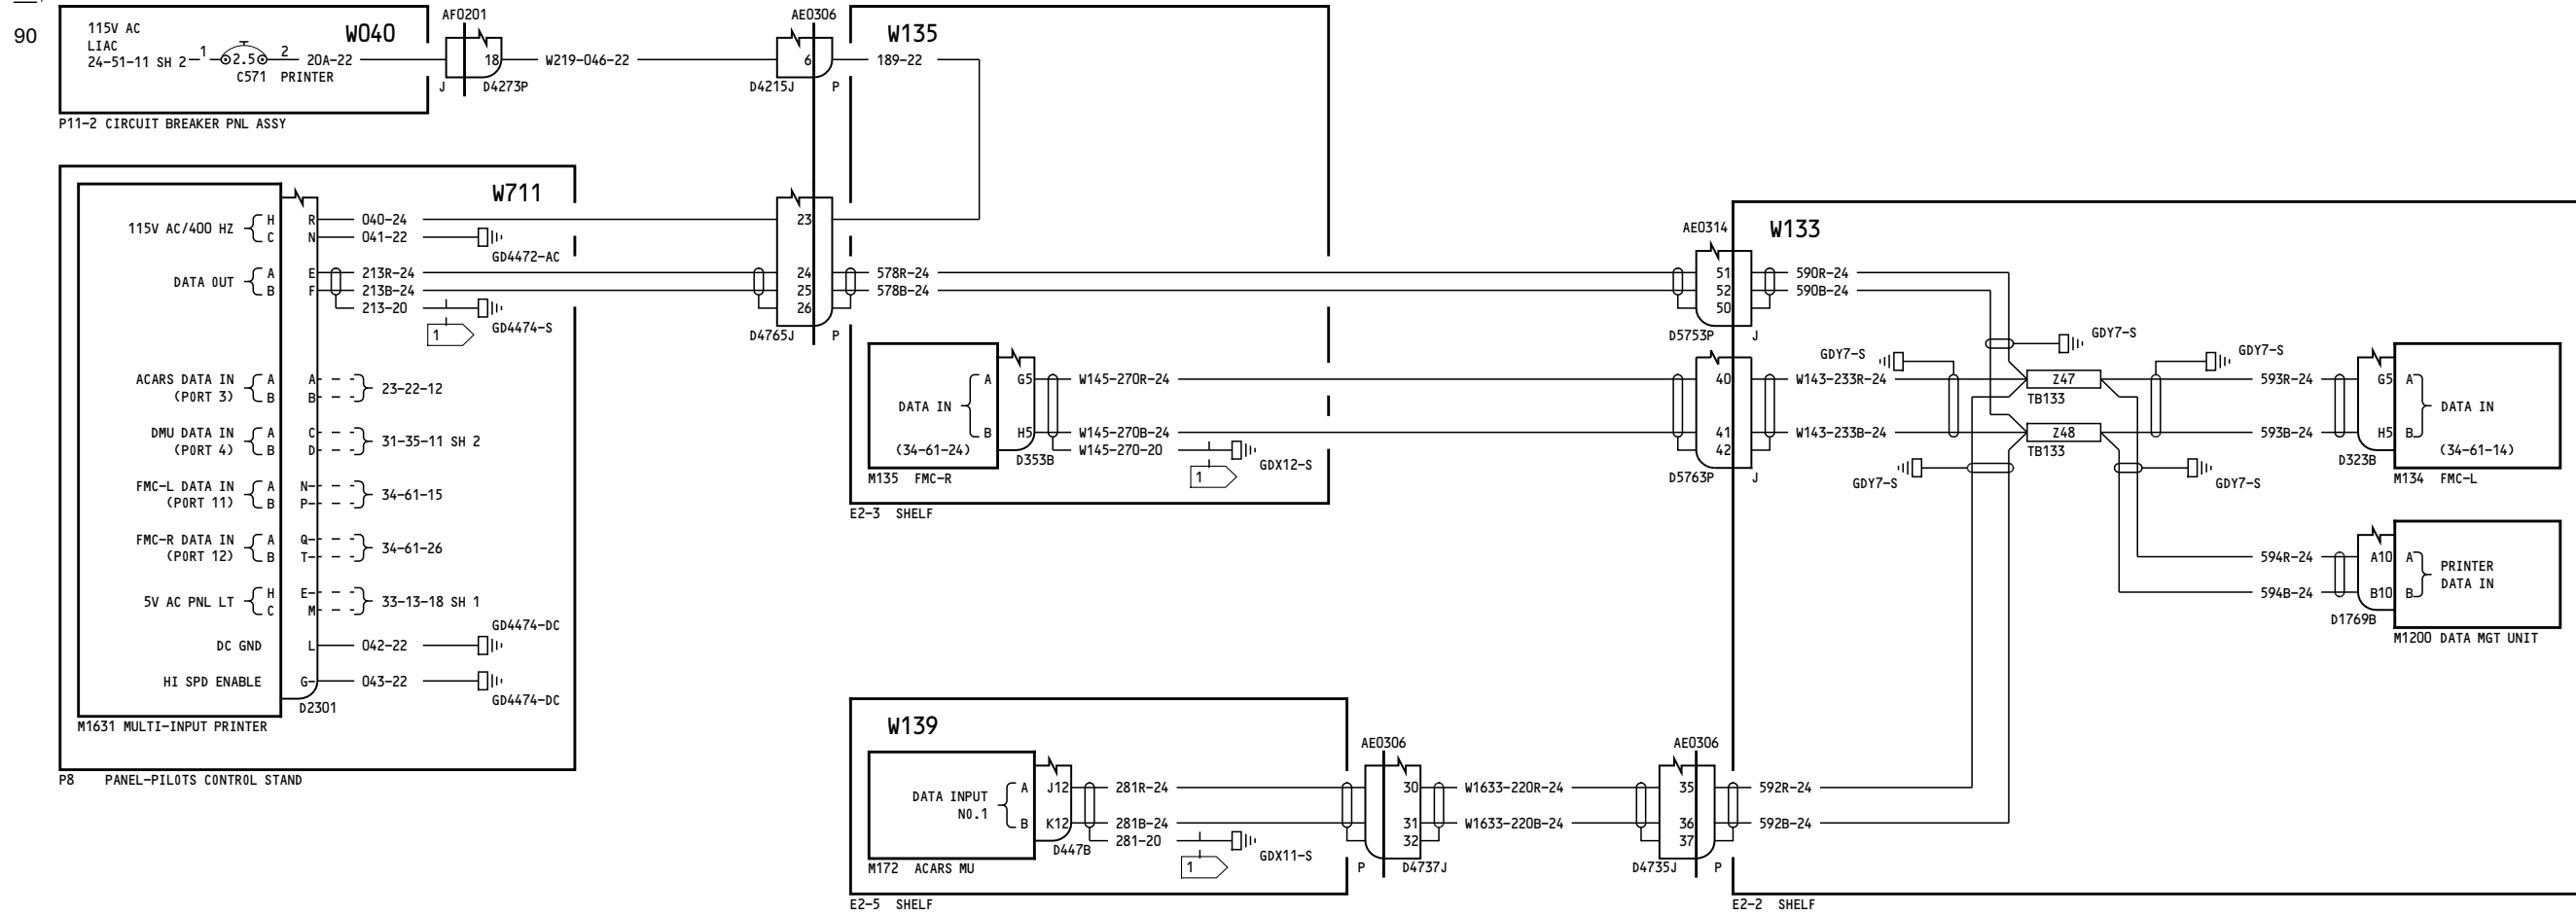 90
115V AC
LIAC
24-51-11 SH 2
1
2.5
2
C571 PRINTER
20A-22
W040
P11-2 CIRCUIT BREAKER PNL ASSY
AF0201
18
J
D4273P
W219-046-22
AE0306
6
D4215J
P
W135
189-22
W711
115V AC/400 HZ
H
C
R
N
040-24
041-22
GD4472-AC
DATA OUT
A
B
E
F
213R-24
213B-24
213-20
1
GD4474-S
ACARS DATA IN
(PORT 3)
A
B
A
B
23-22-12
DMU DATA IN
(PORT 4)
A
B
C
D
31-35-11 SH 2
FMC-L DATA IN
(PORT 11)
A
B
N
P
34-61-15
FMC-R DATA IN
(PORT 12)
A
B
Q
T
34-61-26
5V AC PNL LT
H
C
E
M
33-13-18 SH 1
DC GND
L
042-22
GD4474-DC
HI SPD ENABLE
G
043-22
GD4474-DC
D2301
M1631 MULTI-INPUT PRINTER
P8 PANEL-PILOTS CONTROL STAND
23
24
25
26
D4765J
P
578R-24
578B-24
DATA IN
A
B
(34-61-24)
G5
H5
D353B
M135 FMC-R
W145-270R-24
W145-270B-24
W145-270-20
1
GDX12-S
E2-3 SHELF
AE0314
51
52
50
D5753P
J
40
41
42
D5763P
J
W133
590R-24
590B-24
W143-233R-24
W143-233B-24
GDY7-S
GDY7-S
GDY7-S
GDY7-S
GDY7-S
Z47
TB133
Z48
TB133
593R-24
593B-24
G5
H5
A
B
DATA IN
(34-61-14)
D323B
M134 FMC-L
594R-24
594B-24
A10
B10
A
B
PRINTER
DATA IN
D1769B
M1200 DATA MGT UNIT
W139
DATA INPUT
NO.1
A
B
J12
K12
D447B
M172 ACARS MU
281R-24
281B-24
281-20
1
GDX11-S
E2-5 SHELF
AE0306
30
31
32
P
D4737J
W1633-220R-24
W1633-220B-24
AE0306
35
36
37
D4735J
P
592R-24
592B-24
E2-2 SHELF